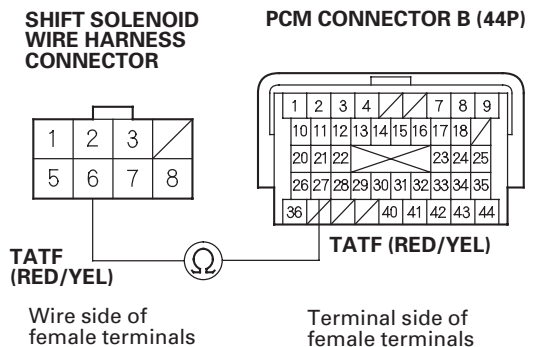 SHIFT SOLENOID
WIRE HARNESS
CONNECTOR
PCM CONNECTOR B (44P)
1 2 3
5 6 7 8
1 2 3 4 7 8 9
10 11 12 13 14 15 16 17 18
20 21 22 23 24 25
26 27 28 29 30 31 32 33 34 35
36 40 41 42 43 44
TATF
(RED/YEL)
Ω
TATF (RED/YEL)
Wire side of
female terminals
Terminal side of
female terminals